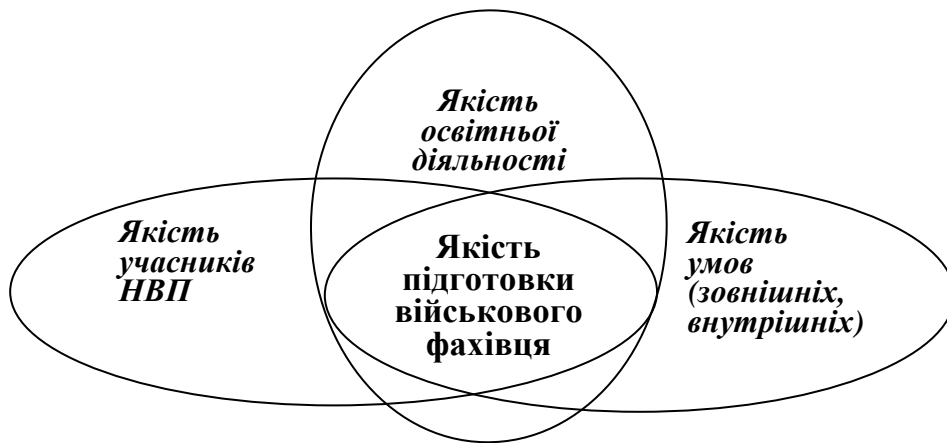 Якість
освітньої
діяльності
Якість
учасників
НВП
Якість
підготовки
військового
фахівця
Якість
умов
(зовнішніх,
внутрішніх)